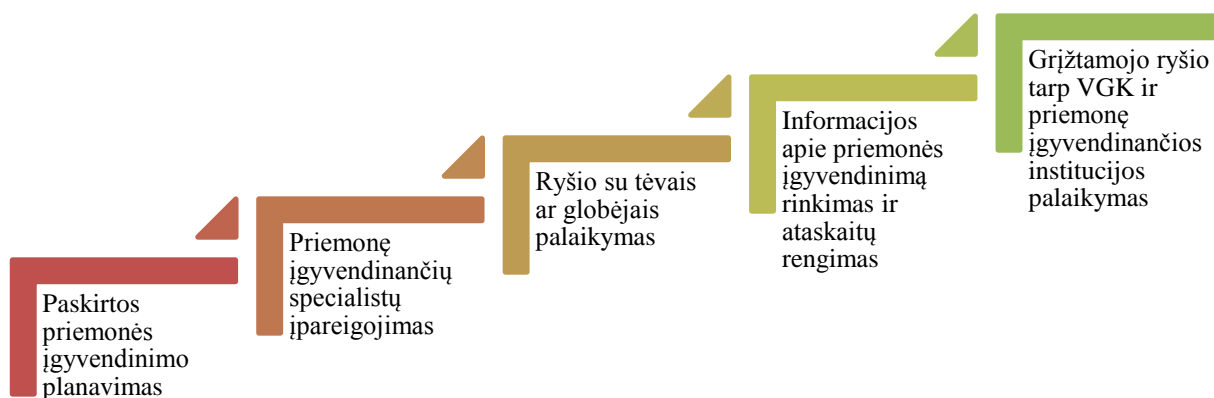 Paskirtos
priemonės
įgyvendinimo
planavimas
Priemonę
įgyvendinančių
specialistų
įpareigojimas
Ryšio su tėvais
ar globėjais
palaikymas
Informacijos
apie priemonės
įgyvendinimą
rinkimas ir
ataskaitų
rengimas
Grįžtamojo ryšio
tarp VGK ir
priemonę
įgyvendinančios
institucijos
palaikymas